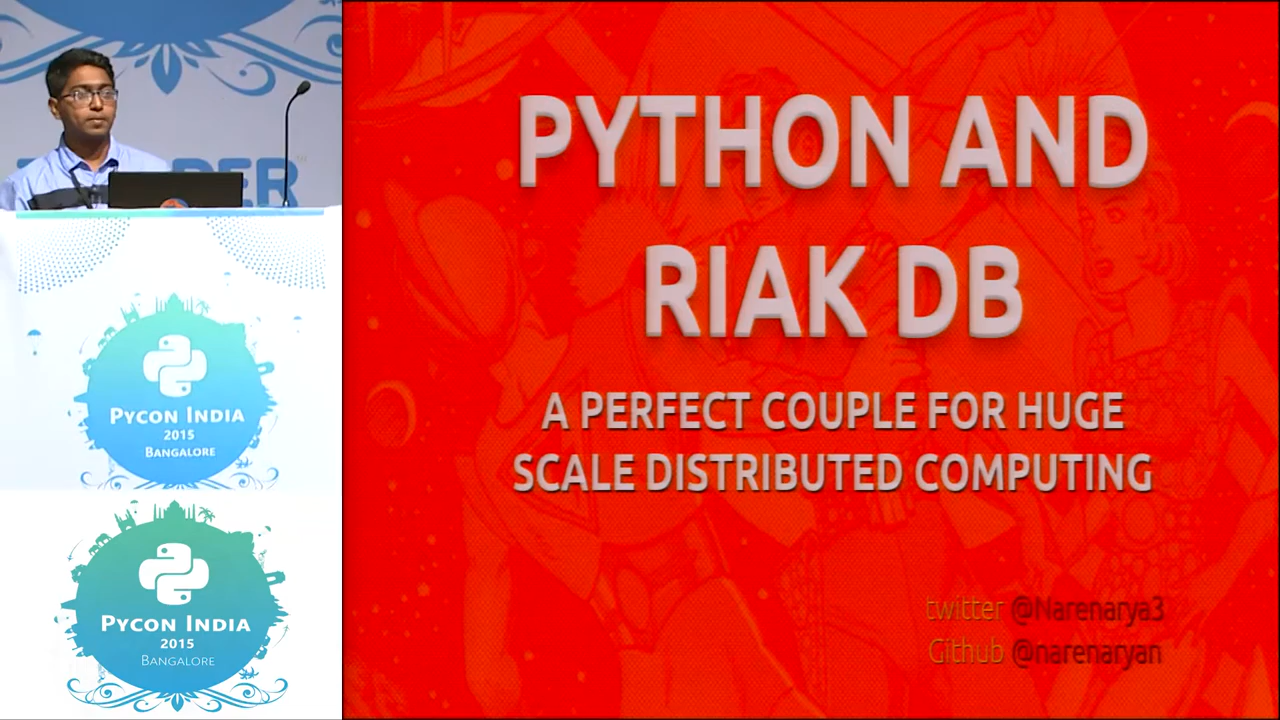 PYTHON AND
RIAK DB
A PERFECT COUPLE FOR HUGE
SCALE DISTRIBUTED COMPUTING
twitter @Narenarya3
Github @narenaryan
PYCON INDIA
2015
BANGALORE
PYCON INDIA
2015
BANGALORE